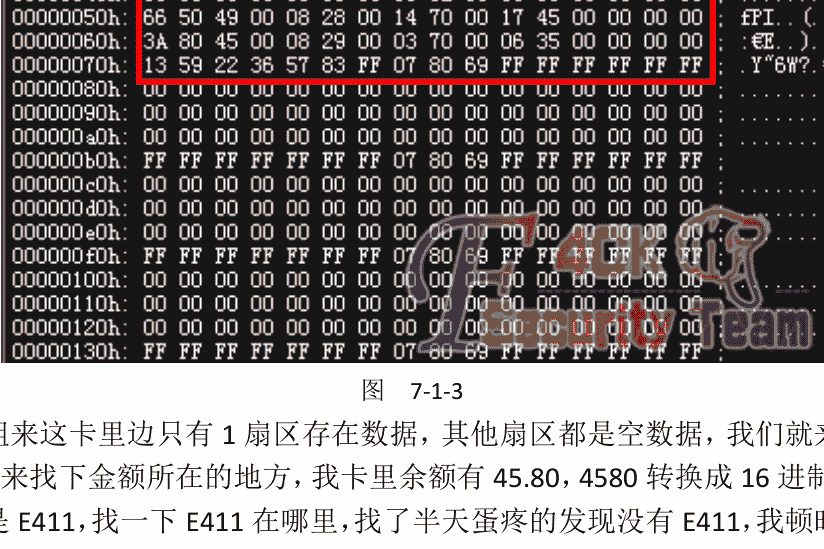 00000050h: 66 50 49 00 08 28 00 14 70 00 17 45 00 00 00 00 ; fPI..(
00000060h: 3A 80 45 00 08 29 00 03 70 00 06 35 00 00 00 00 ; :€E..).
00000070h: 13 59 22 36 57 83 FF 07 80 69 FF FF FF FF FF FF ; .Y"6W?.
00000080h: 00 00 00 00 00 00 00 00 00 00 00 00 00 00 00 00 ; .......
00000090h: 00 00 00 00 00 00 00 00 00 00 00 00 00 00 00 00 ; .......
000000a0h: 00 00 00 00 00 00 00 00 00 00 00 00 00 00 00 00 ; .......
000000b0h: FF FF FF FF FF FF FF 07 80 69 FF FF FF FF FF FF ;
000000c0h: 00 00 00 00 00 00 00 00 00 00 00 00 00 00 00 00 ; .......
000000d0h: 00 00 00 00 00 00 00 00 00 00 00 00 00 00 00 00 ; .......
000000e0h: 00 00 00 00 00 00 00 00 00 00 00 00 00 00 00 00
000000f0h: FF FF FF FF FF FF FF 07 80 69 FF FF FF FF FF FF
00000100h: 00 00 00 00 00 00 00 00 00 00 00 00 00 00 00 00
00000110h: 00 00 00 00 00 00 00 00 00 00 00 00 00 00 00 00
00000120h: 00 00 00 00 00 00 00 00 00 00 00 00 00 00 00 00
00000130h: FF FF FF FF FF FF FF 07 80 69 FF FF FF FF FF FF
F4ck
Security Team
图 7-1-3
来这卡里边只有 1 扇区存在数据，其他扇区都是空数据，我们就
来找下金额所在的地方，我卡里余额有 45.80，4580 转换成 16 进制
是 E411，找一下 E411 在哪里，找了半天蛋疼的发现没有 E411，我顿时